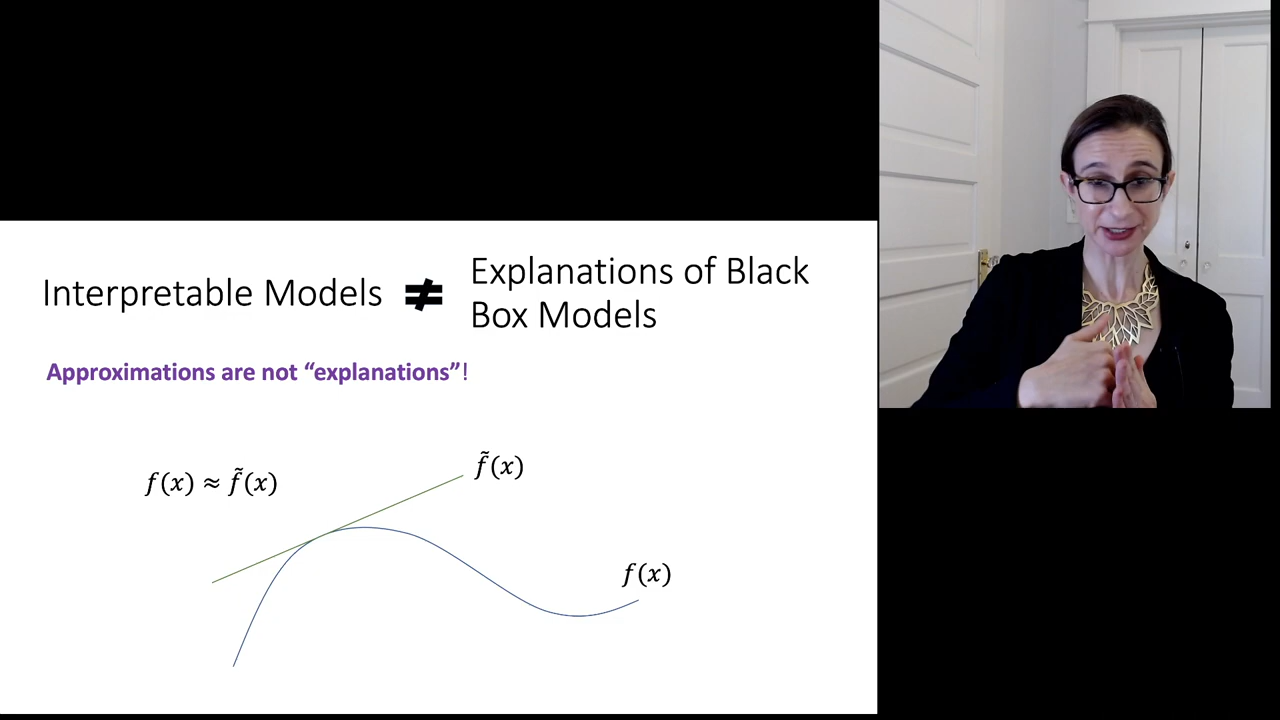 Interpretable Models ≠ Explanations of Black
Box Models
Approximations are not “explanations”!
f(x) ≈ f̃(x)
f̃(x)
f(x)